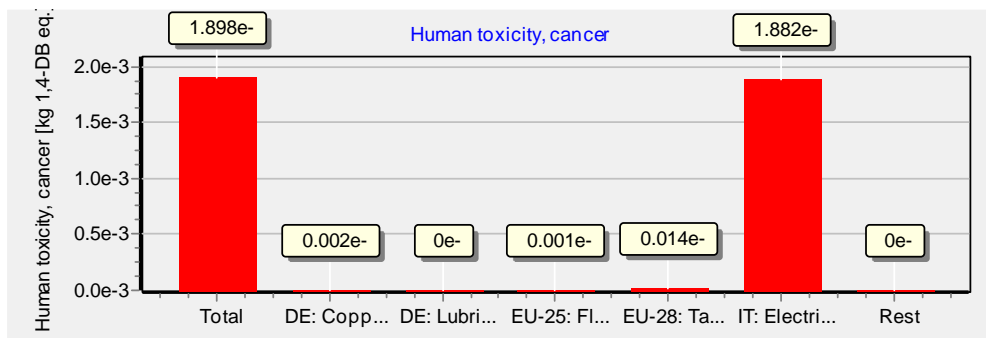 Human toxicity, cancer
Human toxicity, cancer [kg 1,4-DB eq.]
1.898e-
0.002e-
0e-
0.001e-
0.014e-
1.882e-
0e-
2.0e-3
1.5e-3
1.0e-3
0.5e-3
0.0e-3
Total
DE: Copp...
DE: Lubri...
EU-25: Fl...
EU-28: Ta...
IT: Electri...
Rest